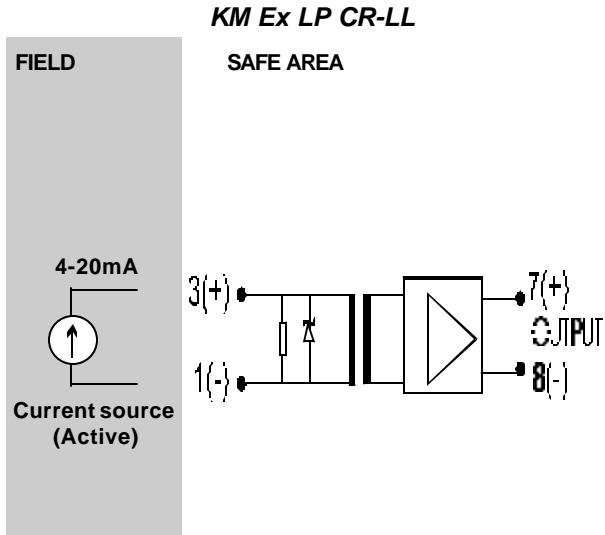 KM Ex LP CR-LL
FIELD SAFE AREA
4-20mA
3(+)
7(+)
OUTPUT
1(-)
8(-)
Current source
(Active)